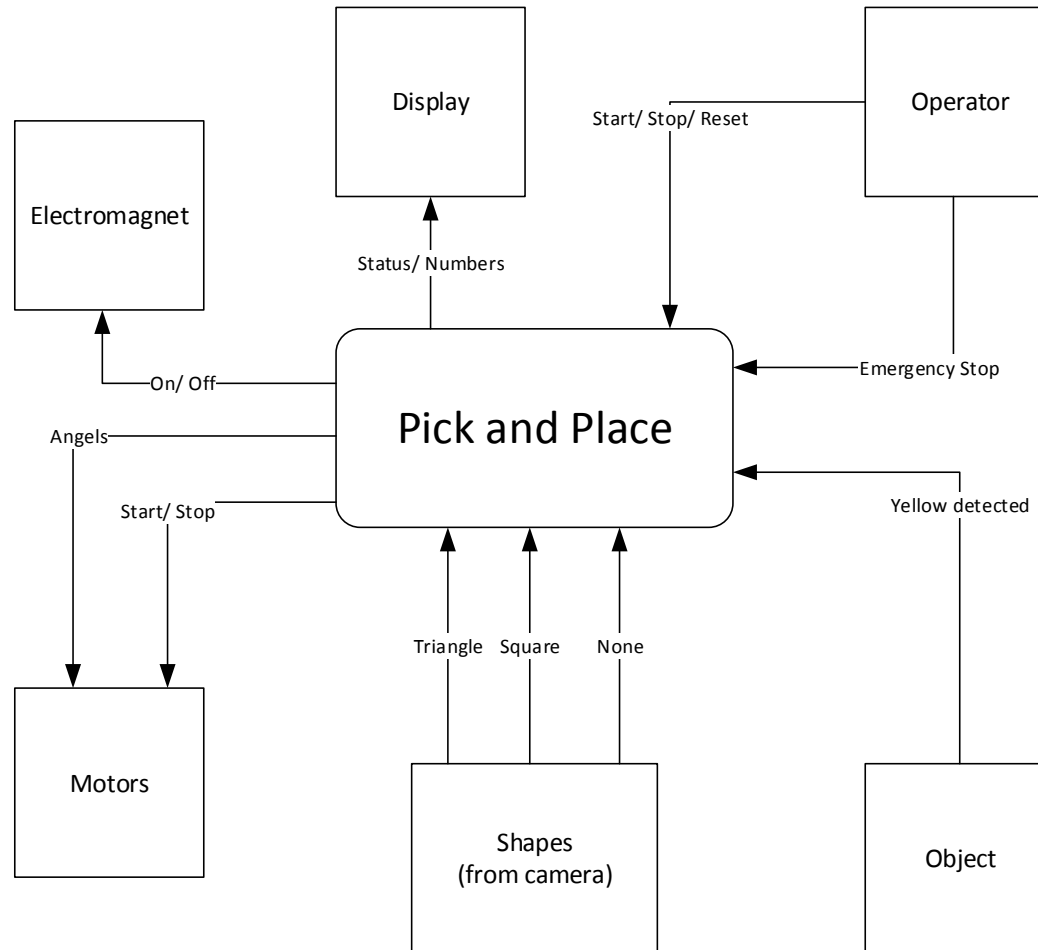 Display
Operator
Start/ Stop/ Reset
Electromagnet
Status/ Numbers
Emergency Stop
On/ Off
Pick and Place
Angels
Yellow detected
Start/ Stop
Triangle
Square
None
Motors
Shapes
(from camera)
Object